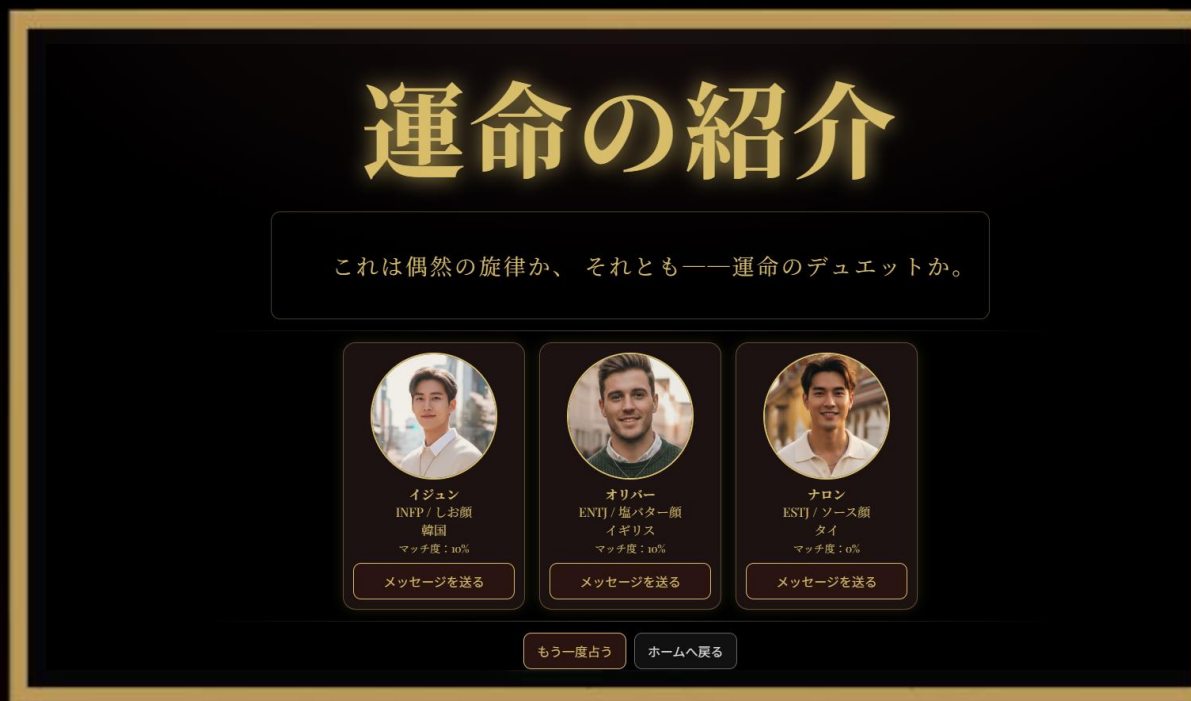 運命の紹介
これは偶然の旋律か、 それとも――運命のデュエットか。
イジュン
INFP / しお顔
韓国
マッチ度：10%
メッセージを送る
オリバー
ENTJ / 塩バター顔
イギリス
マッチ度：10%
メッセージを送る
ナロン
ESTJ / ソース顔
タイ
マッチ度：0%
メッセージを送る
もう一度占う
ホームへ戻る